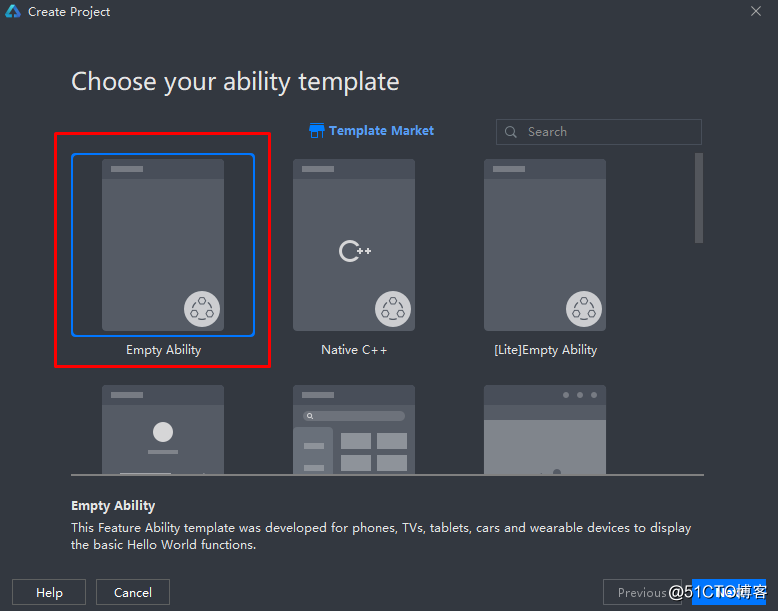 Create Project
Choose your ability template
Template Market
Search
C++
Empty Ability
Native C++
[Lite]Empty Ability
Empty Ability
This Feature Ability template was developed for phones, TVs, tablets, cars and wearable devices to display
the basic Hello World functions.
Help
Cancel
Previous
@51CTO博客